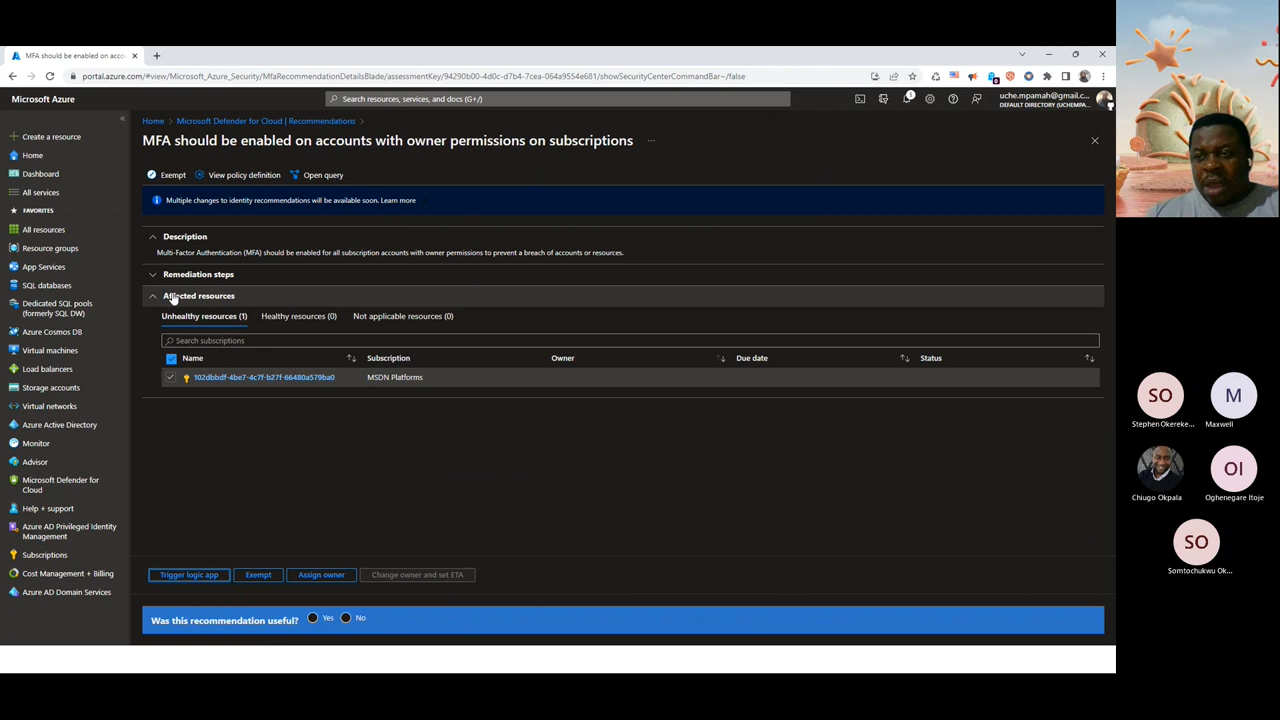 MFA should be enabled on acco
portal.azure.com/#view/Microsoft_Azure_Security/MfaRecommendationDetailsBlade/assessmentKey/94290b00-4d0c-d7b4-7cea-064a9554e681/showSecurityCenterCommandBar~/false
Microsoft Azure
Search resources, services, and docs (G+/)
uche.mpamah@gmail.c...
DEFAULT DIRECTORY (UCHEMPA...
Home > Microsoft Defender for Cloud | Recommendations >
MFA should be enabled on accounts with owner permissions on subscriptions ...
Create a resource
Home
Dashboard
All services
FAVORITES
All resources
Resource groups
App Services
SQL databases
Dedicated SQL pools
(formerly SQL DW)
Azure Cosmos DB
Virtual machines
Load balancers
Storage accounts
Virtual networks
Azure Active Directory
Monitor
Advisor
Microsoft Defender for
Cloud
Help + support
Azure AD Privileged Identity
Management
Subscriptions
Cost Management + Billing
Azure AD Domain Services
Exempt View policy definition Open query
Multiple changes to identity recommendations will be available soon. Learn more
Description
Multi-Factor Authentication (MFA) should be enabled for all subscription accounts with owner permissions to prevent a breach of accounts or resources.
Remediation steps
Affected resources
Unhealthy resources (1) Healthy resources (0) Not applicable resources (0)
Search subscriptions
Name Subscription Owner Due date Status
102dbbdf-4be7-4c7f-b27f-66480a579ba0 MSDN Platforms
Trigger logic app Exempt Assign owner Change owner and set ETA
Was this recommendation useful? Yes No
SO M
Stephen Okereke... Maxwell
OI
Chiugo Okpala Oghenegare Itoje
SO
Somtochukwu Ok...